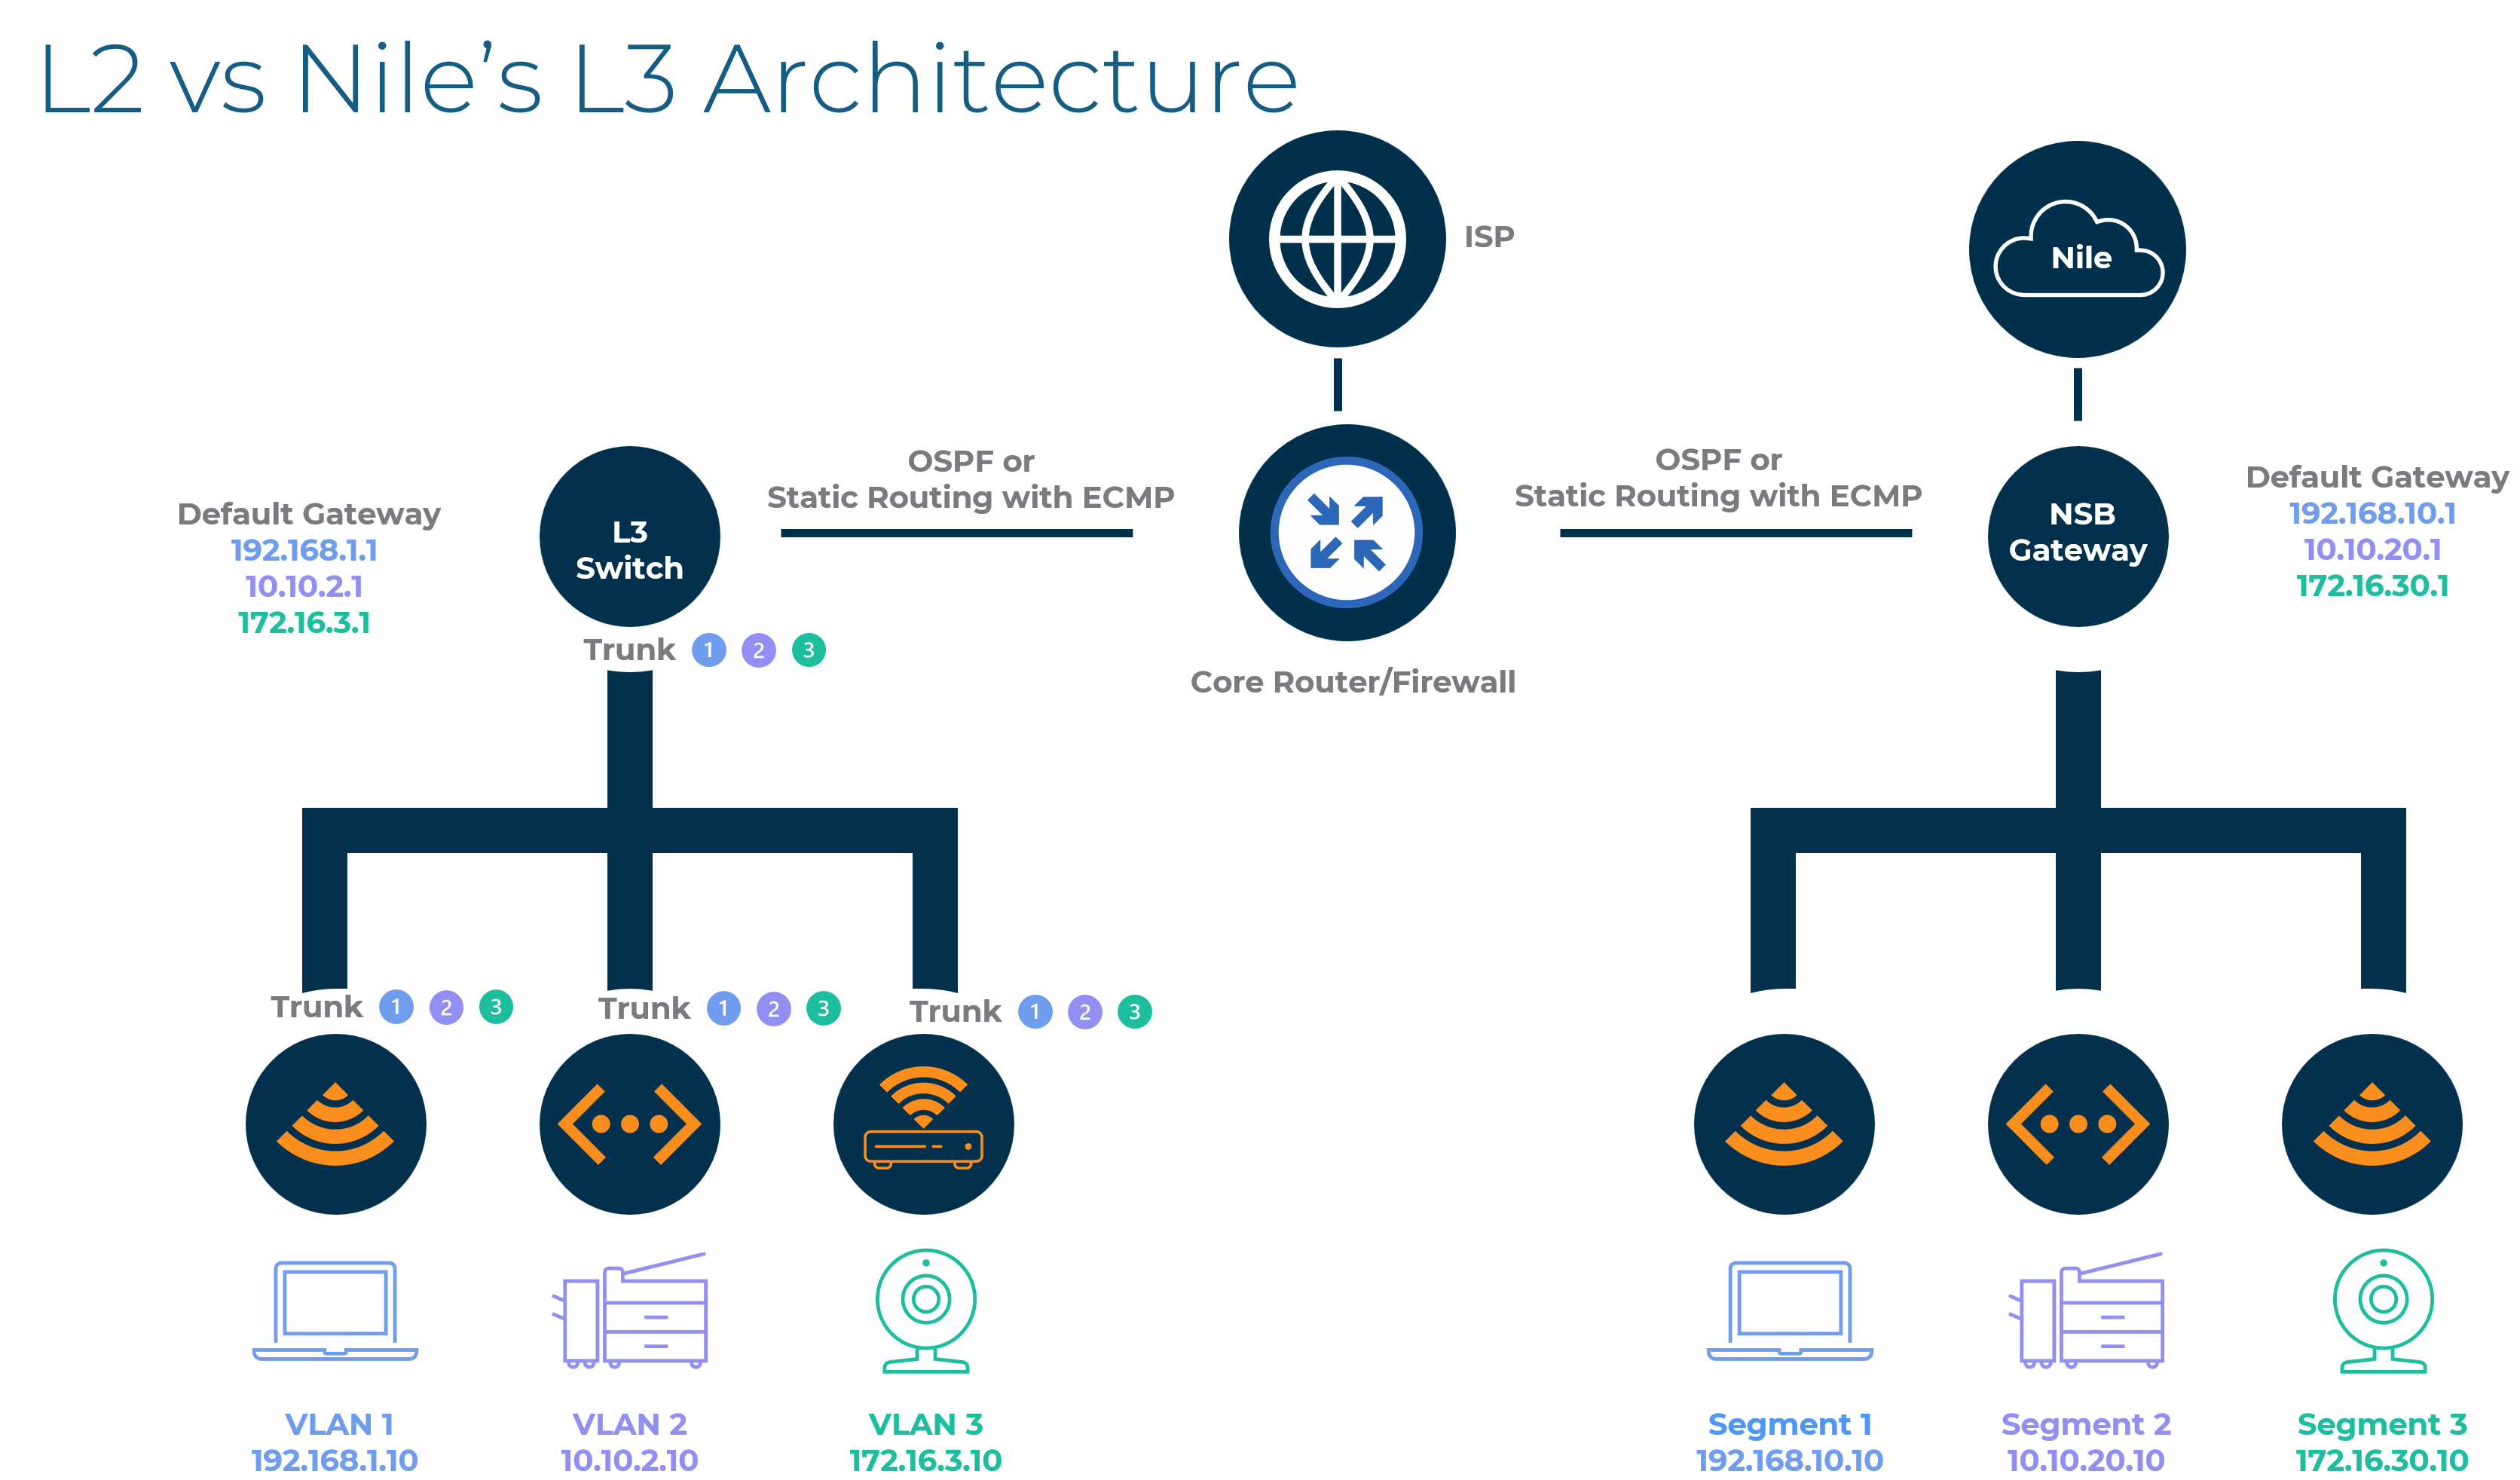 L2 vs Nile’s L3 Architecture
ISP
Nile
OSPF or
Static Routing with ECMP
OSPF or
Static Routing with ECMP
Default Gateway
192.168.1.1
10.10.2.1
172.16.3.1
L3
Switch
NSB
Gateway
Default Gateway
192.168.10.1
10.10.20.1
172.16.30.1
Trunk 1 2 3
Core Router/Firewall
Trunk 1 2 3
Trunk 1 2 3
Trunk 1 2 3
VLAN 1
192.168.1.10
VLAN 2
10.10.2.10
VLAN 3
172.16.3.10
Segment 1
192.168.10.10
Segment 2
10.10.20.10
Segment 3
172.16.30.10